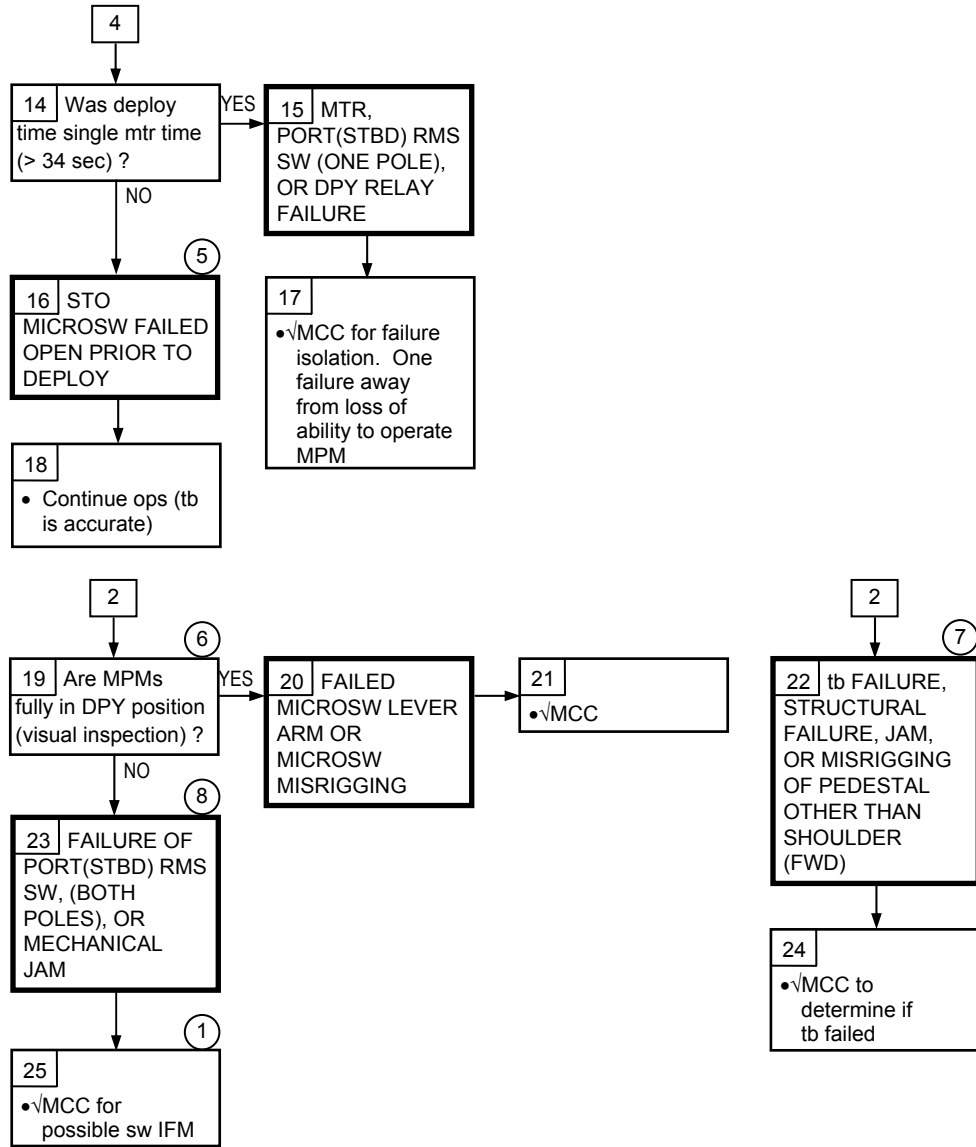 4
14 Was deploy
time single mtr time
(> 34 sec) ?
YES
NO
15 MTR,
PORT(STBD) RMS
SW (ONE POLE),
OR DPY RELAY
FAILURE
5
16 STO
MICROSW FAILED
OPEN PRIOR TO
DEPLOY
17
•√MCC for failure
isolation. One
failure away
from loss of
ability to operate
MPM
18
• Continue ops (tb
is accurate)
2
6
19 Are MPMs
fully in DPY position
(visual inspection) ?
YES
NO
20 FAILED
MICROSW LEVER
ARM OR
MICROSW
MISRIGGING
21
•√MCC
2
7
22 tb FAILURE,
STRUCTURAL
FAILURE, JAM,
OR MISRIGGING
OF PEDESTAL
OTHER THAN
SHOULDER
(FWD)
8
23 FAILURE OF
PORT(STBD) RMS
SW, (BOTH
POLES), OR
MECHANICAL
JAM
24
•√MCC to
determine if
tb failed
1
25
•√MCC for
possible sw IFM